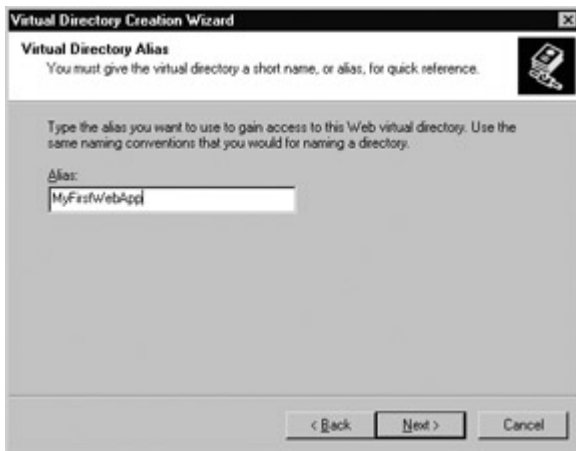 Virtual Directory Creation Wizard
Virtual Directory Alias
You must give the virtual directory a short name, or alias, for quick reference.
Type the alias you want to use to gain access to this Web virtual directory. Use the
same naming conventions that you would for naming a directory.
Alias:
MyFirstWebApp
< Back
Next >
Cancel